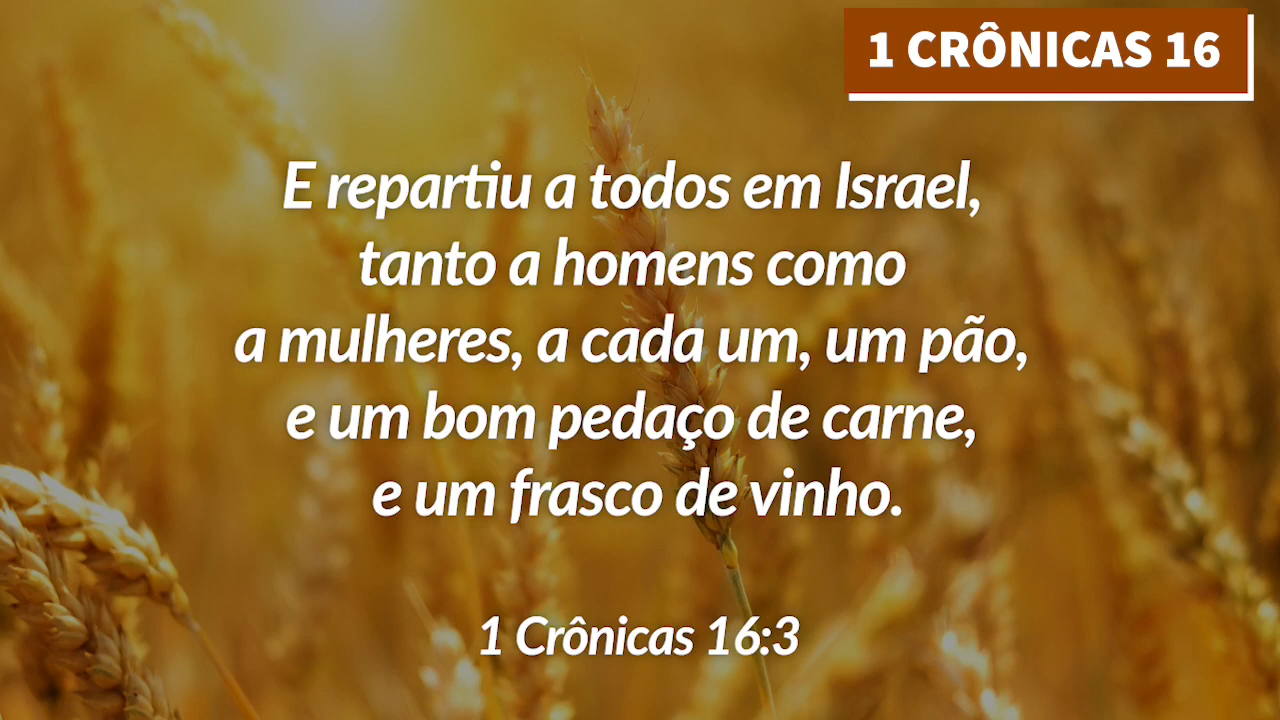 1 CRÔNICAS 16
E repartiu a todos em Israel,
tanto a homens como
a mulheres, a cada um, um pão,
e um bom pedaço de carne,
e um frasco de vinho.
1 Crônicas 16:3